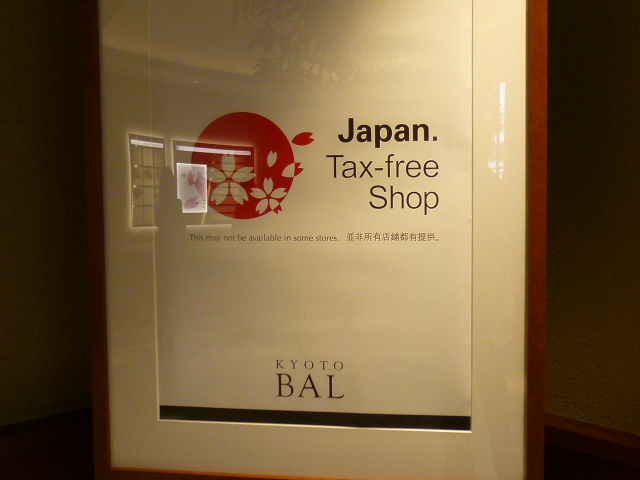 Japan.
Tax-free
Shop
This may not be available in some stores. 並非所有店鋪都有提供。
KYOTO
BAL